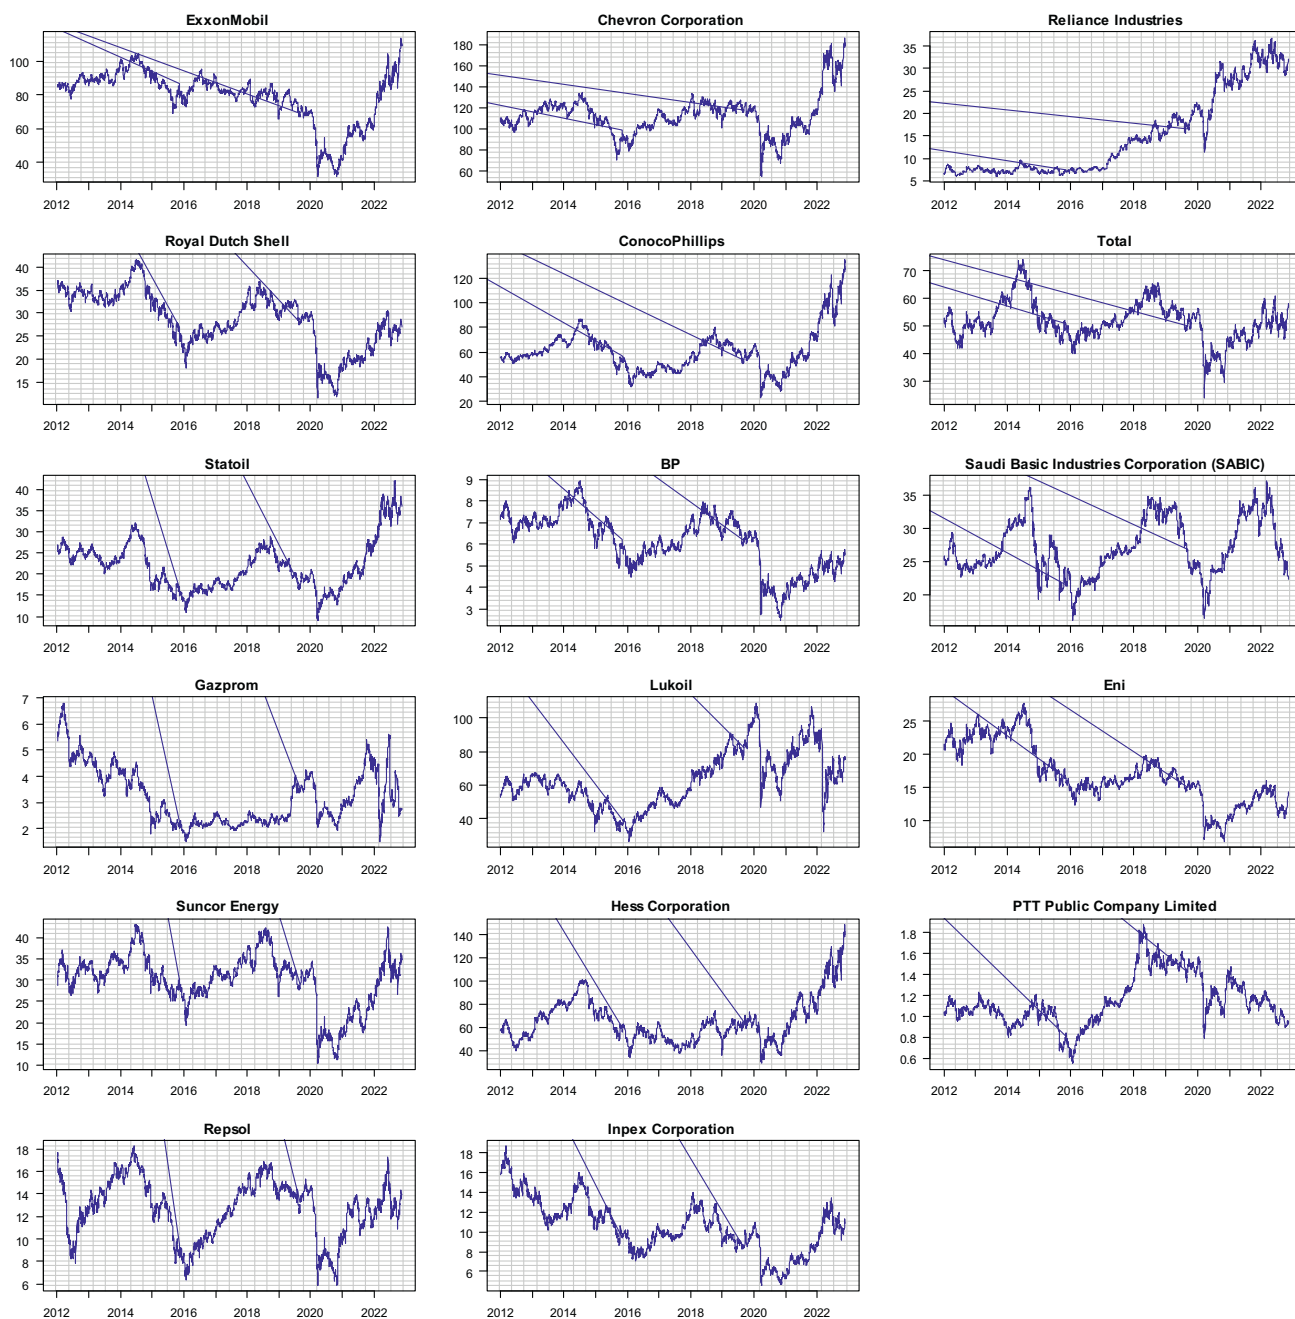 ExxonMobil
100
80
60
40
2012 2014 2016 2018 2020 2022
Chevron Corporation
180
160
140
120
100
80
60
2012 2014 2016 2018 2020 2022
Reliance Industries
35
30
25
20
15
10
5
2012 2014 2016 2018 2020 2022
Royal Dutch Shell
40
35
30
25
20
15
2012 2014 2016 2018 2020 2022
ConocoPhillips
120
100
80
60
40
20
2012 2014 2016 2018 2020 2022
Total
70
60
50
40
30
2012 2014 2016 2018 2020 2022
Statoil
40
35
30
25
20
15
10
2012 2014 2016 2018 2020 2022
BP
9
8
7
6
5
4
3
2012 2014 2016 2018 2020 2022
Saudi Basic Industries Corporation (SABIC)
35
30
25
20
2012 2014 2016 2018 2020 2022
Gazprom
7
6
5
4
3
2
2012 2014 2016 2018 2020 2022
Lukoil
100
80
60
40
2012 2014 2016 2018 2020 2022
Eni
25
20
15
10
2012 2014 2016 2018 2020 2022
Suncor Energy
40
35
30
25
20
15
10
2012 2014 2016 2018 2020 2022
Hess Corporation
140
120
100
80
60
40
2012 2014 2016 2018 2020 2022
PTT Public Company Limited
1.8
1.6
1.4
1.2
1.0
0.8
0.6
2012 2014 2016 2018 2020 2022
Repsol
18
16
14
12
10
8
6
2012 2014 2016 2018 2020 2022
Inpex Corporation
18
16
14
12
10
8
6
2012 2014 2016 2018 2020 2022